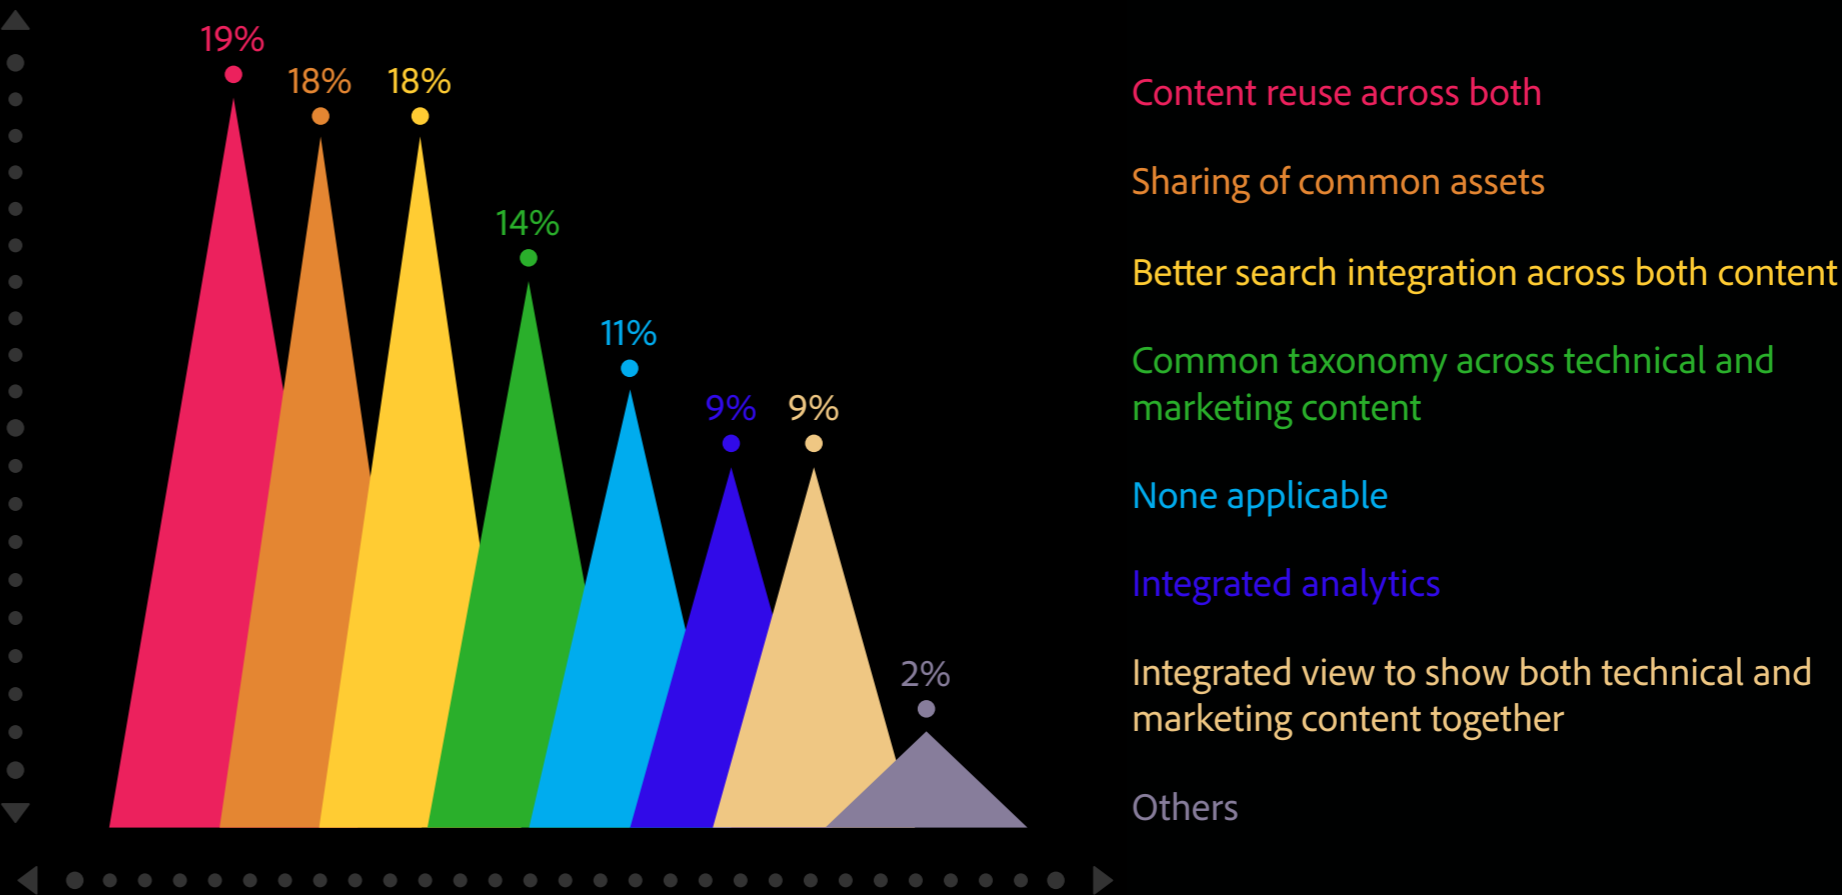 19%
18%
18%
14%
11%
9%
9%
2%
Content reuse across both
Sharing of common assets
Better search integration across both content
Common taxonomy across technical and
marketing content
None applicable
Integrated analytics
Integrated view to show both technical and
marketing content together
Others